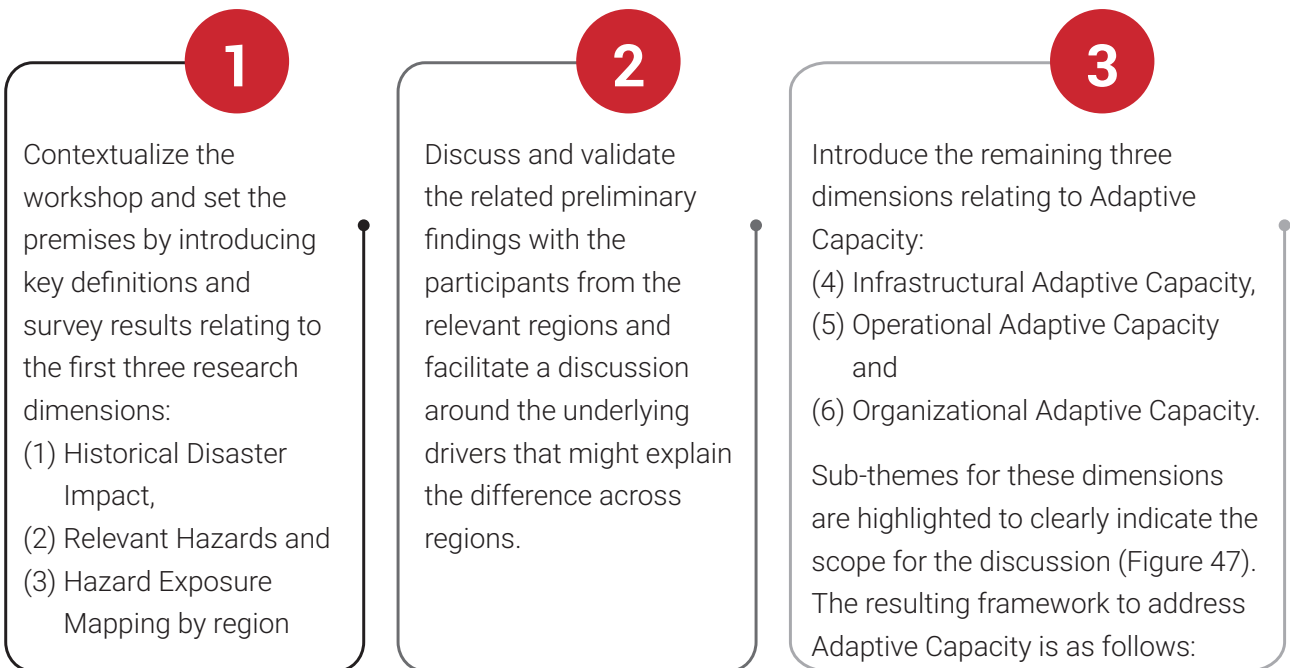 1
Contextualize the
workshop and set the
premises by introducing
key definitions and
survey results relating to
the first three research
dimensions:
(1) Historical Disaster
Impact,
(2) Relevant Hazards and
(3) Hazard Exposure
Mapping by region
2
Discuss and validate
the related preliminary
findings with the
participants from the
relevant regions and
facilitate a discussion
around the underlying
drivers that might explain
the difference across
regions.
3
Introduce the remaining three
dimensions relating to Adaptive
Capacity:
(4) Infrastructural Adaptive Capacity,
(5) Operational Adaptive Capacity
and
(6) Organizational Adaptive Capacity.
Sub-themes for these dimensions
are highlighted to clearly indicate the
scope for the discussion (Figure 47).
The resulting framework to address
Adaptive Capacity is as follows: